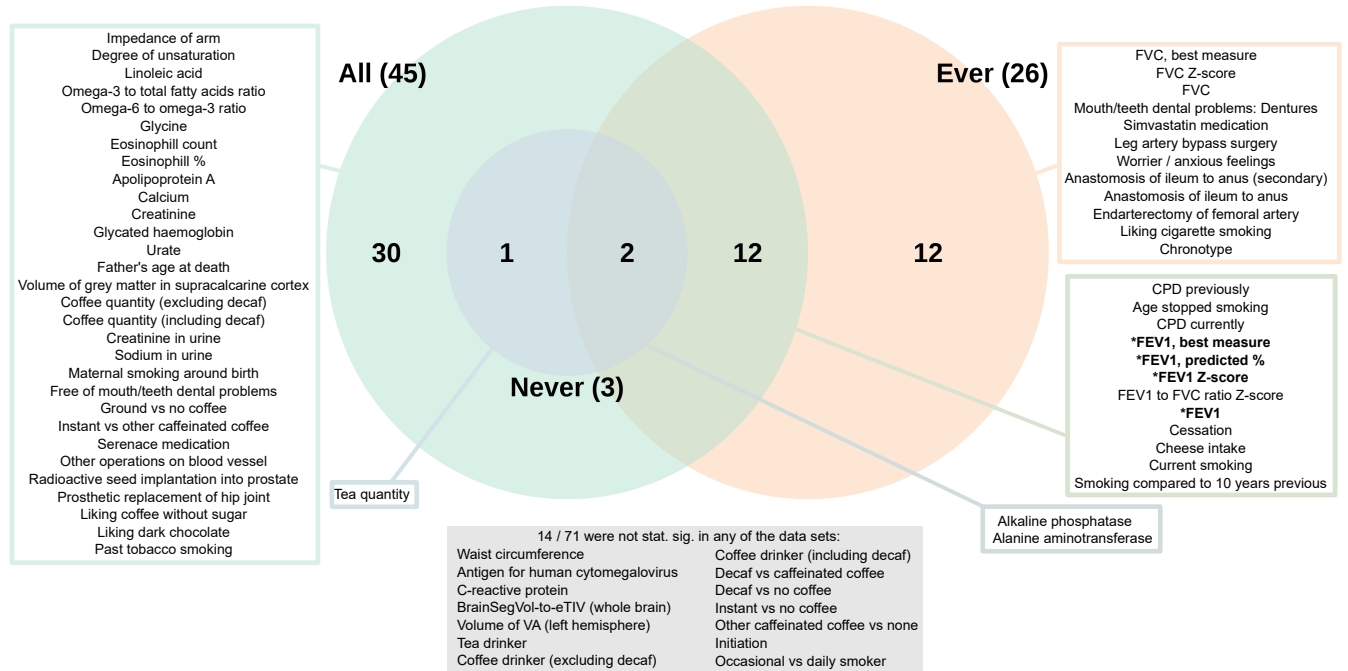 Impedance of arm
Degree of unsaturation
Linoleic acid
Omega-3 to total fatty acids ratio
Omega-6 to omega-3 ratio
Glycine
Eosinophill count
Eosinophill %
Apolipoprotein A
Calcium
Creatinine
Glycated haemoglobin
Urate
Father's age at death
Volume of grey matter in supracalcarine cortex
Coffee quantity (excluding decaf)
Coffee quantity (including decaf)
Creatinine in urine
Sodium in urine
Maternal smoking around birth
Free of mouth/teeth dental problems
Ground vs no coffee
Instant vs other caffeinated coffee
Serenace medication
Other operations on blood vessel
Radioactive seed implantation into prostate
Prosthetic replacement of hip joint
Liking coffee without sugar
Liking dark chocolate
Past tobacco smoking
All (45)
Ever (26)
30
1
2
12
12
Never (3)
FVC, best measure
FVC Z-score
FVC
Mouth/teeth dental problems: Dentures
Simvastatin medication
Leg artery bypass surgery
Worrier / anxious feelings
Anastomosis of ileum to anus (secondary)
Anastomosis of ileum to anus
Endarterectomy of femoral artery
Liking cigarette smoking
Chronotype
CPD previously
Age stopped smoking
CPD currently
*FEV1, best measure
*FEV1, predicted %
*FEV1 Z-score
FEV1 to FVC ratio Z-score
*FEV1
Cessation
Cheese intake
Current smoking
Smoking compared to 10 years previous
Tea quantity
Alkaline phosphatase
Alanine aminotransferase
14 / 71 were not stat. sig. in any of the data sets:
Waist circumference
Antigen for human cytomegalovirus
C-reactive protein
BrainSegVol-to-eTIV (whole brain)
Volume of VA (left hemisphere)
Tea drinker
Coffee drinker (excluding decaf)
Coffee drinker (including decaf)
Decaf vs caffeinated coffee
Decaf vs no coffee
Instant vs no coffee
Other caffeinated coffee vs none
Initiation
Occasional vs daily smoker